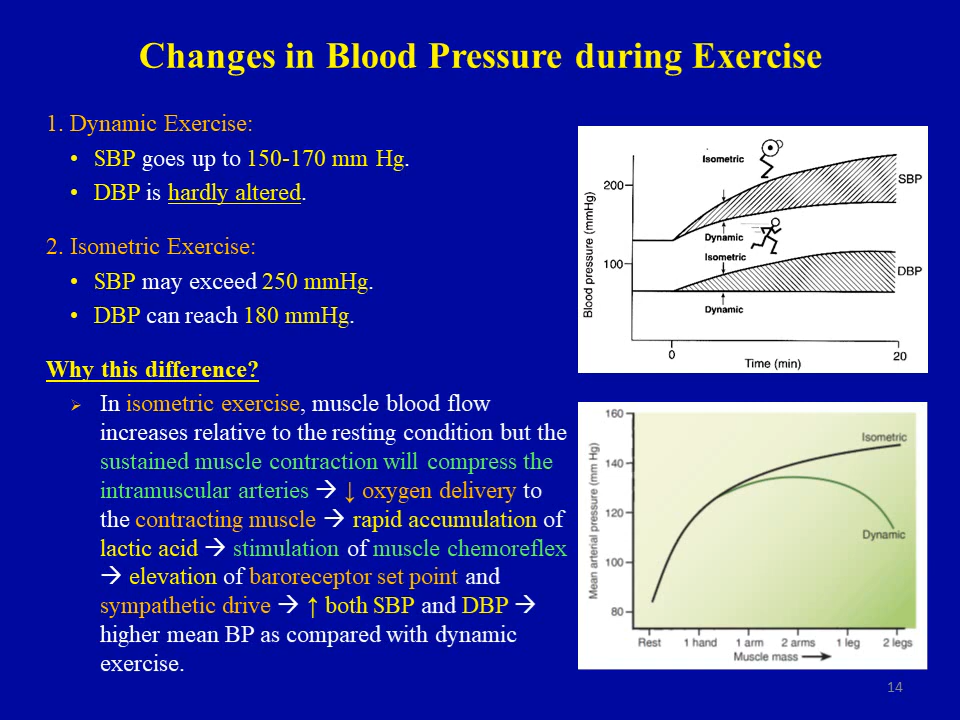 Changes in Blood Pressure during Exercise
1. Dynamic Exercise:
• SBP goes up to 150-170 mm Hg.
• DBP is hardly altered.
2. Isometric Exercise:
• SBP may exceed 250 mmHg.
• DBP can reach 180 mmHg.
Why this difference?
➢ In isometric exercise, muscle blood flow
increases relative to the resting condition but the
sustained muscle contraction will compress the
intramuscular arteries → ↓ oxygen delivery to
the contracting muscle → rapid accumulation of
lactic acid → stimulation of muscle chemoreflex
→ elevation of baroreceptor set point and
sympathetic drive → ↑ both SBP and DBP →
higher mean BP as compared with dynamic
exercise.
Blood pressure (mmHg)
200
100
Isometric
SBP
Dynamic
Isometric
DBP
Dynamic
0
20
Time (min)
Mean arterial pressure (mm Hg)
160
140
120
100
80
Isometric
Dynamic
Rest 1 hand 1 arm 2 arms 1 leg 2 legs
Muscle mass →
14